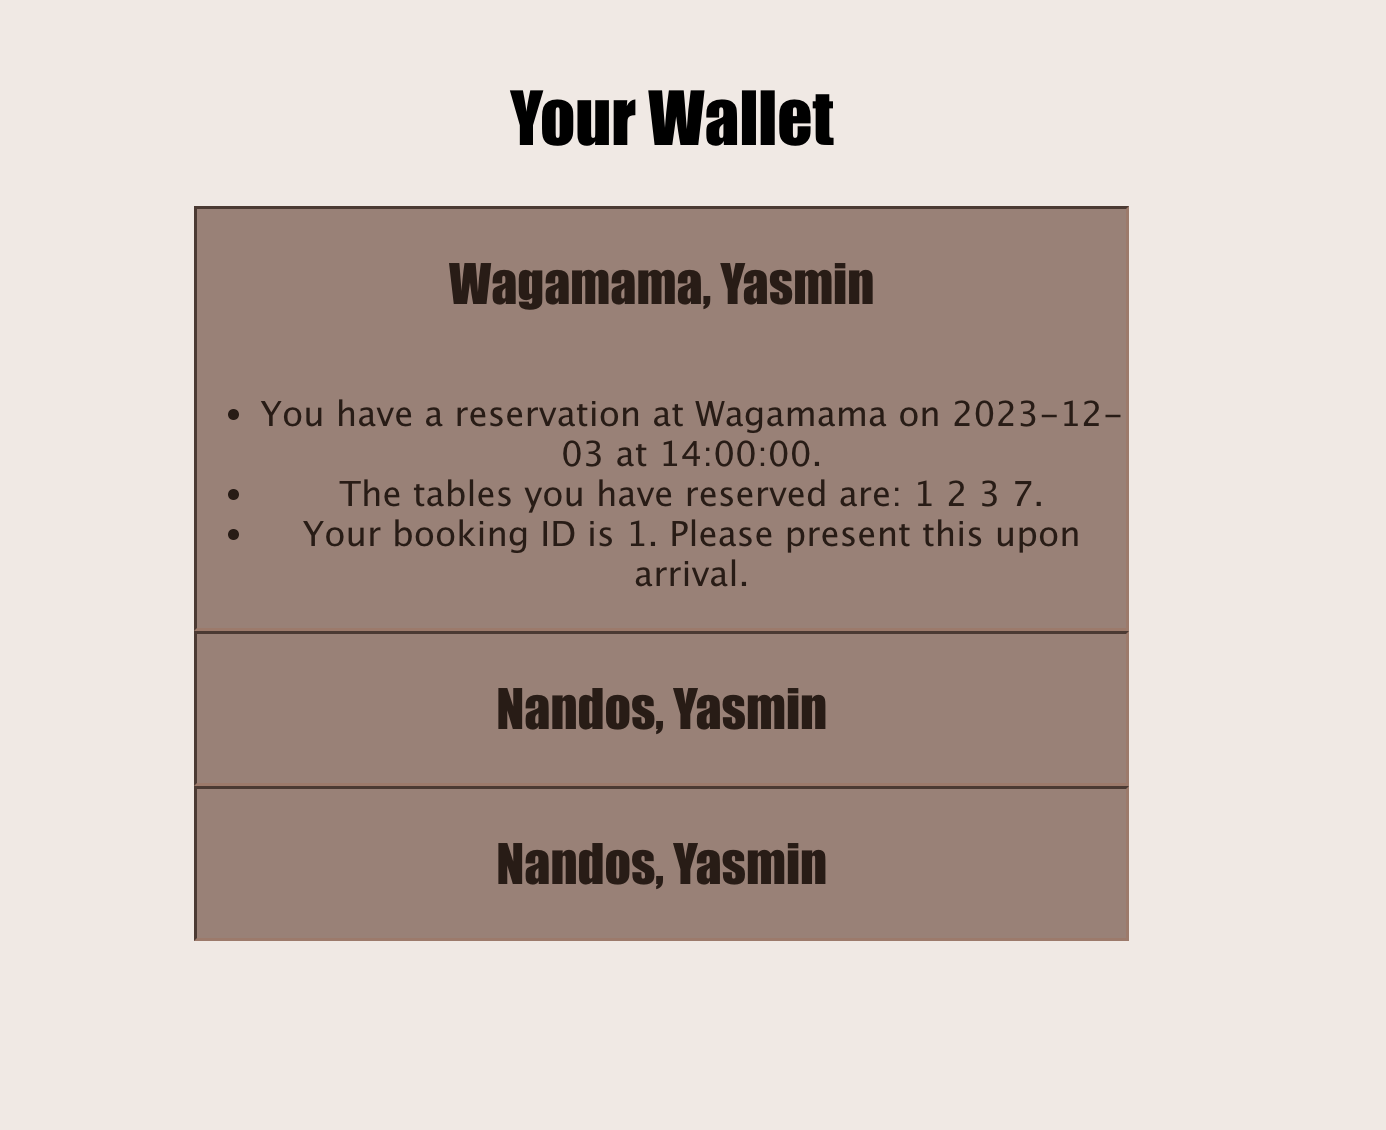 Your Wallet
Wagamama, Yasmin
• You have a reservation at Wagamama on 2023-12-
03 at 14:00:00.
• The tables you have reserved are: 1 2 3 7.
• Your booking ID is 1. Please present this upon
arrival.
Nandos, Yasmin
Nandos, Yasmin